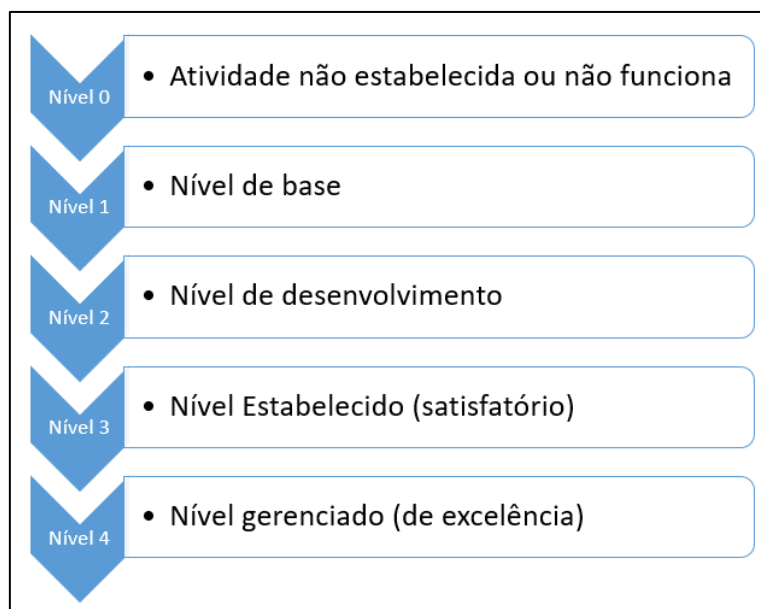 Nível 0
• Atividade não estabelecida ou não funciona
Nível 1
• Nível de base
Nível 2
• Nível de desenvolvimento
Nível 3
• Nível Estabelecido (satisfatório)
Nível 4
• Nível gerenciado (de excelência)